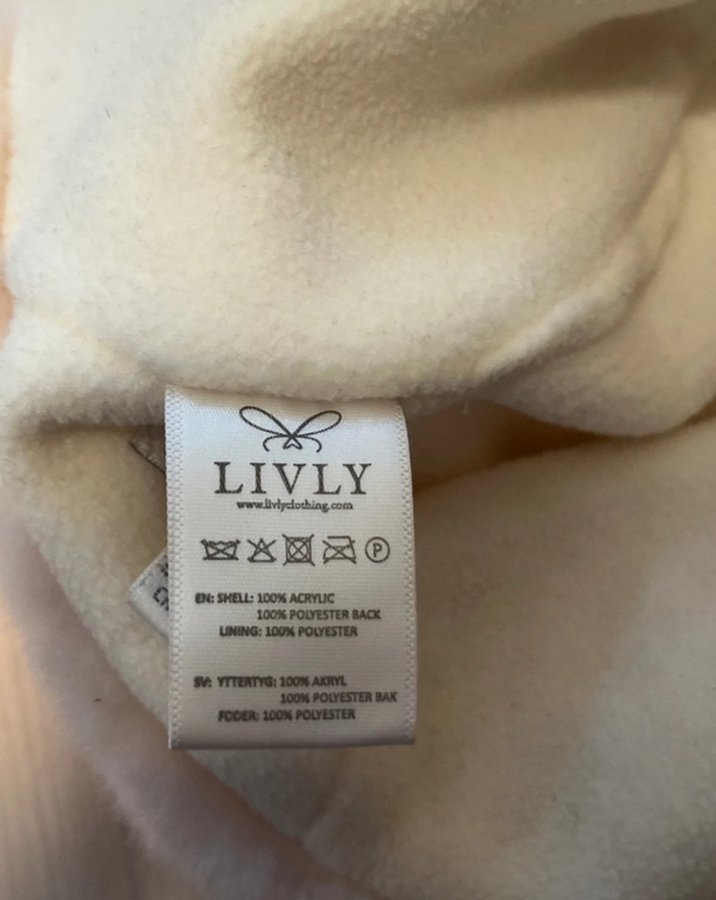 LIVLY
www.livlyclothing.com
P
EN: SHELL: 100% ACRYLIC
100% POLYESTER BACK
LINING: 100% POLYESTER
SV: YTTERTYG: 100% AKRYL
100% POLYESTER BAK
FODER: 100% POLYESTER